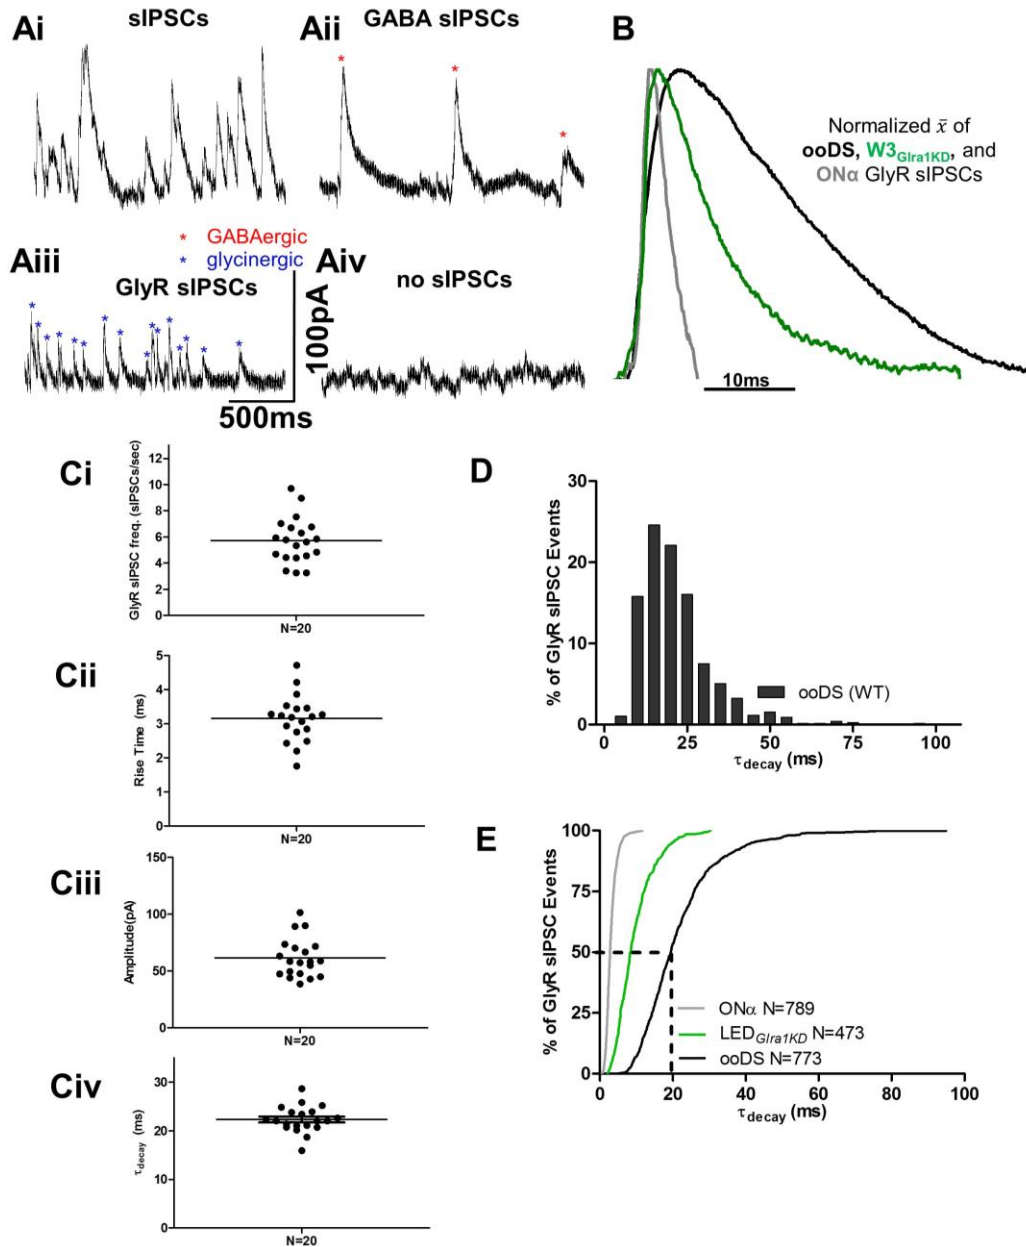 Ai
sIPSCs
Aii
GABA sIPSCs
* * *
B
Normalized x̄ of
ooDS, W3Glra1KD, and
ONα GlyR sIPSCs
10ms
* GABAergic
* glycinergic
Aiii
GlyR sIPSCs
* * * * * * * * * * * * * * *
Aiv
no sIPSCs
100pA
500ms
Ci
GlyR sIPSC freq. (sIPSCs/sec)
12
10
8
6
4
2
0
N=20
Cii
Rise Time (ms)
5
4
3
2
1
0
N=20
Ciii
Amplitude(pA)
150
100
50
0
N=20
Civ
τdecay (ms)
30
20
10
0
N=20
D
% of GlyR sIPSC Events
30
20
10
0
ooDS (WT)
0 25 50 75 100
τdecay (ms)
E
% of GlyR sIPSC Events
100
75
50
25
0
ONα N=789
LEDGlra1KD N=473
ooDS N=773
0 20 40 60 80 100
τdecay (ms)